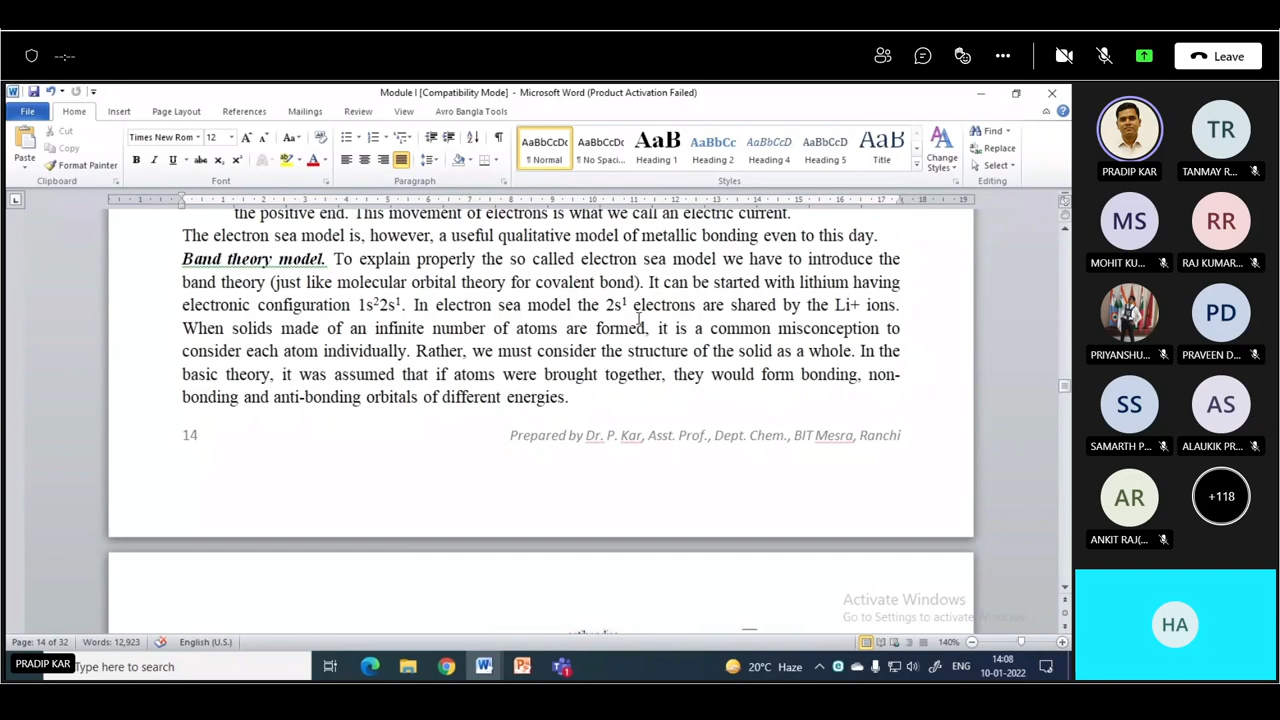 --:--
Leave
Module I [Compatibility Mode] - Microsoft Word (Product Activation Failed)
File Home Insert Page Layout References Mailings Review View Avro Bangla Tools
Cut
Copy
Format Painter
Paste
Times New Rom 12
AaBbCcDc AaBbCcDc AaB AaBbCc AaBbCcD AaBbCcD AaB
¶ Normal ¶ No Spaci... Heading 1 Heading 2 Heading 4 Heading 5 Title
Change Styles
Find
Replace
Select
Clipboard Font Paragraph Styles Editing
the positive end. This movement of electrons is what we call an electric current.
The electron sea model is, however, a useful qualitative model of metallic bonding even to this day.
Band theory model. To explain properly the so called electron sea model we have to introduce the
band theory (just like molecular orbital theory for covalent bond). It can be started with lithium having
electronic configuration 1s²2s¹. In electron sea model the 2s¹ electrons are shared by the Li+ ions.
When solids made of an infinite number of atoms are formed, it is a common misconception to
consider each atom individually. Rather, we must consider the structure of the solid as a whole. In the
basic theory, it was assumed that if atoms were brought together, they would form bonding, non-
bonding and anti-bonding orbitals of different energies.
14 Prepared by Dr. P. Kar, Asst. Prof., Dept. Chem., BIT Mesra, Ranchi
Activate Windows
Go to Settings to activate Windows.
Page: 14 of 32 Words: 12,923 English (U.S.) 140%
PRADIP KAR
Type here to search
20°C Haze ENG 14:08
10-01-2022
PRADIP KAR
TR
TANMAY R...
MS
MOHIT KU...
RR
RAJ KUMAR...
PRIYANSHU...
PD
PRAVEEN D...
SS
SAMARTH P...
AS
ALAUKIK PR...
AR
ANKIT RAJ(...
+118
HA